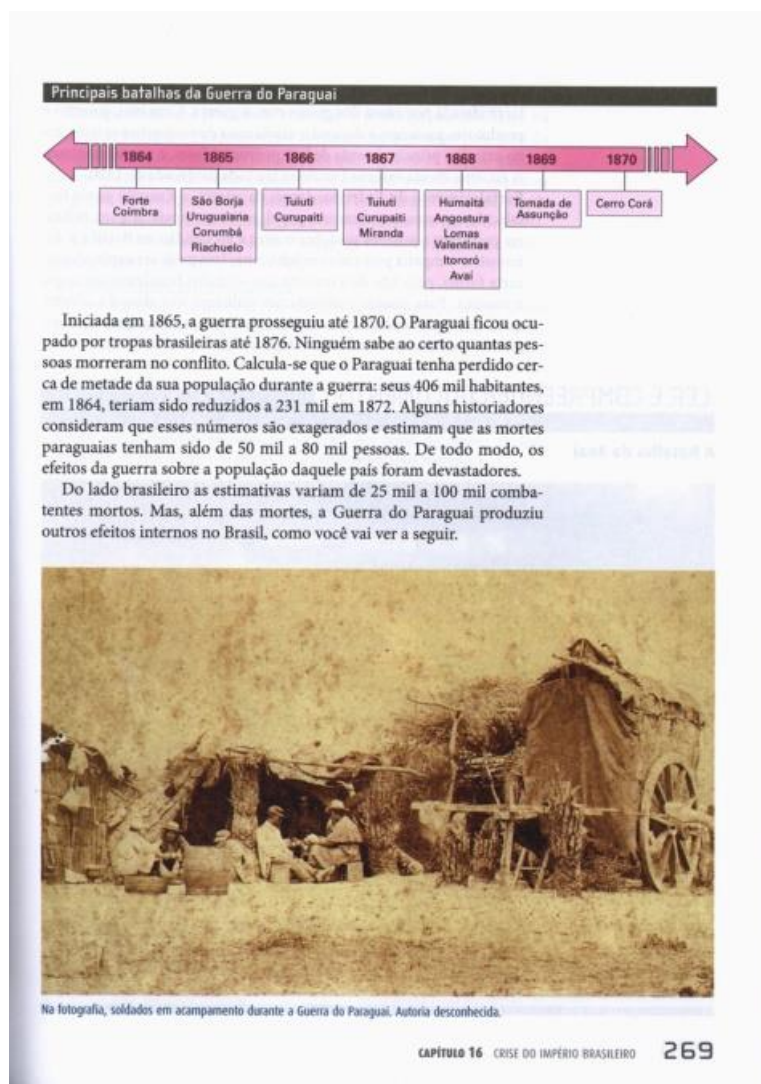 Principais batalhas da Guerra do Paraguai
1864 1865 1866 1867 1868 1869 1870
Forte
Coimbra
São Borja
Uruguaiana
Corumbá
Riachuelo
Tuiuti
Curupaiti
Tuiuti
Curupaiti
Miranda
Humaitá
Angostura
Lomas
Valentinas
Itororó
Avaí
Tomada de
Assunção
Cerro Corá
Iniciada em 1865, a guerra prosseguiu até 1870. O Paraguai ficou ocu-
pado por tropas brasileiras até 1876. Ninguém sabe ao certo quantas pes-
soas morreram no conflito. Calcula-se que o Paraguai tenha perdido cer-
ca de metade da sua população durante a guerra: seus 406 mil habitantes,
em 1864, teriam sido reduzidos a 231 mil em 1872. Alguns historiadores
consideram que esses números são exagerados e estimam que as mortes
paraguaias tenham sido de 50 mil a 80 mil pessoas. De todo modo, os
efeitos da guerra sobre a população daquele país foram devastadores.
Do lado brasileiro as estimativas variam de 25 mil a 100 mil comba-
tentes mortos. Mas, além das mortes, a Guerra do Paraguai produziu
outros efeitos internos no Brasil, como você vai ver a seguir.
Na fotografia, soldados em acampamento durante a Guerra do Paraguai. Autoria desconhecida.
CAPÍTULO 16 CRISE DO IMPÉRIO BRASILEIRO 269